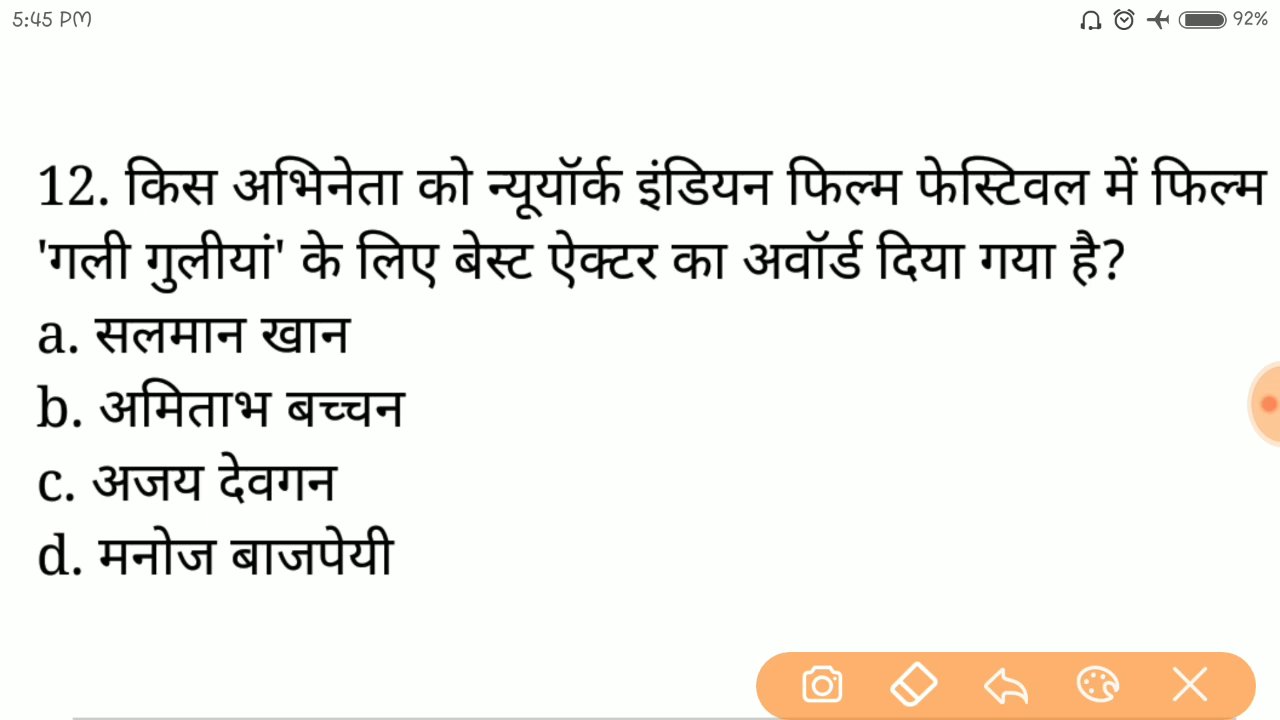 5:45 PM 92%
12. किस अभिनेता को न्यूयॉर्क इंडियन फिल्म फेस्टिवल में फिल्म
'गली गुलीयां' के लिए बेस्ट ऐक्टर का अवॉर्ड दिया गया है?
a. सलमान खान
b. अमिताभ बच्चन
c. अजय देवगन
d. मनोज बाजपेयी